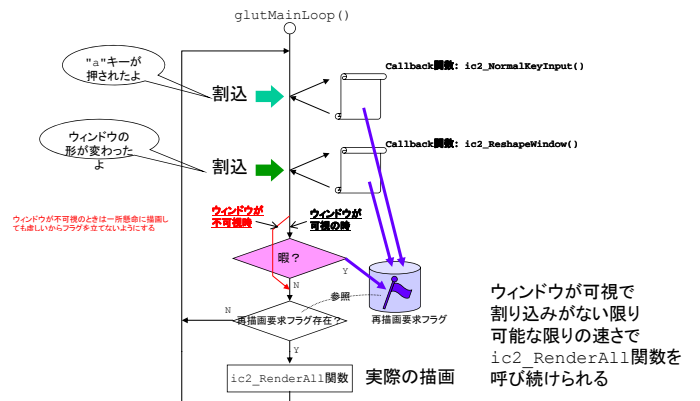 glutMainLoop()
"a"キーが
押されたよ
割込
Callback関数: ic2_NormalKeyInput()
ウィンドウの
形が変わった
よ
割込
Callback関数: ic2_ReshapeWindow()
ウィンドウが不可視のときは一所懸命に描画し
ても虚しいからフラグを立てないようにする
ウィンドウが
不可視時
ウィンドウが
可視の時
暇？
Y
N
参照
N
再描画要求フラグ存在？
再描画要求フラグ
Y
ic2_RenderAll関数
実際の描画
ウィンドウが可視で
割り込みがない限り
可能な限りの速さで
ic2_RenderAll関数を
呼び続けられる